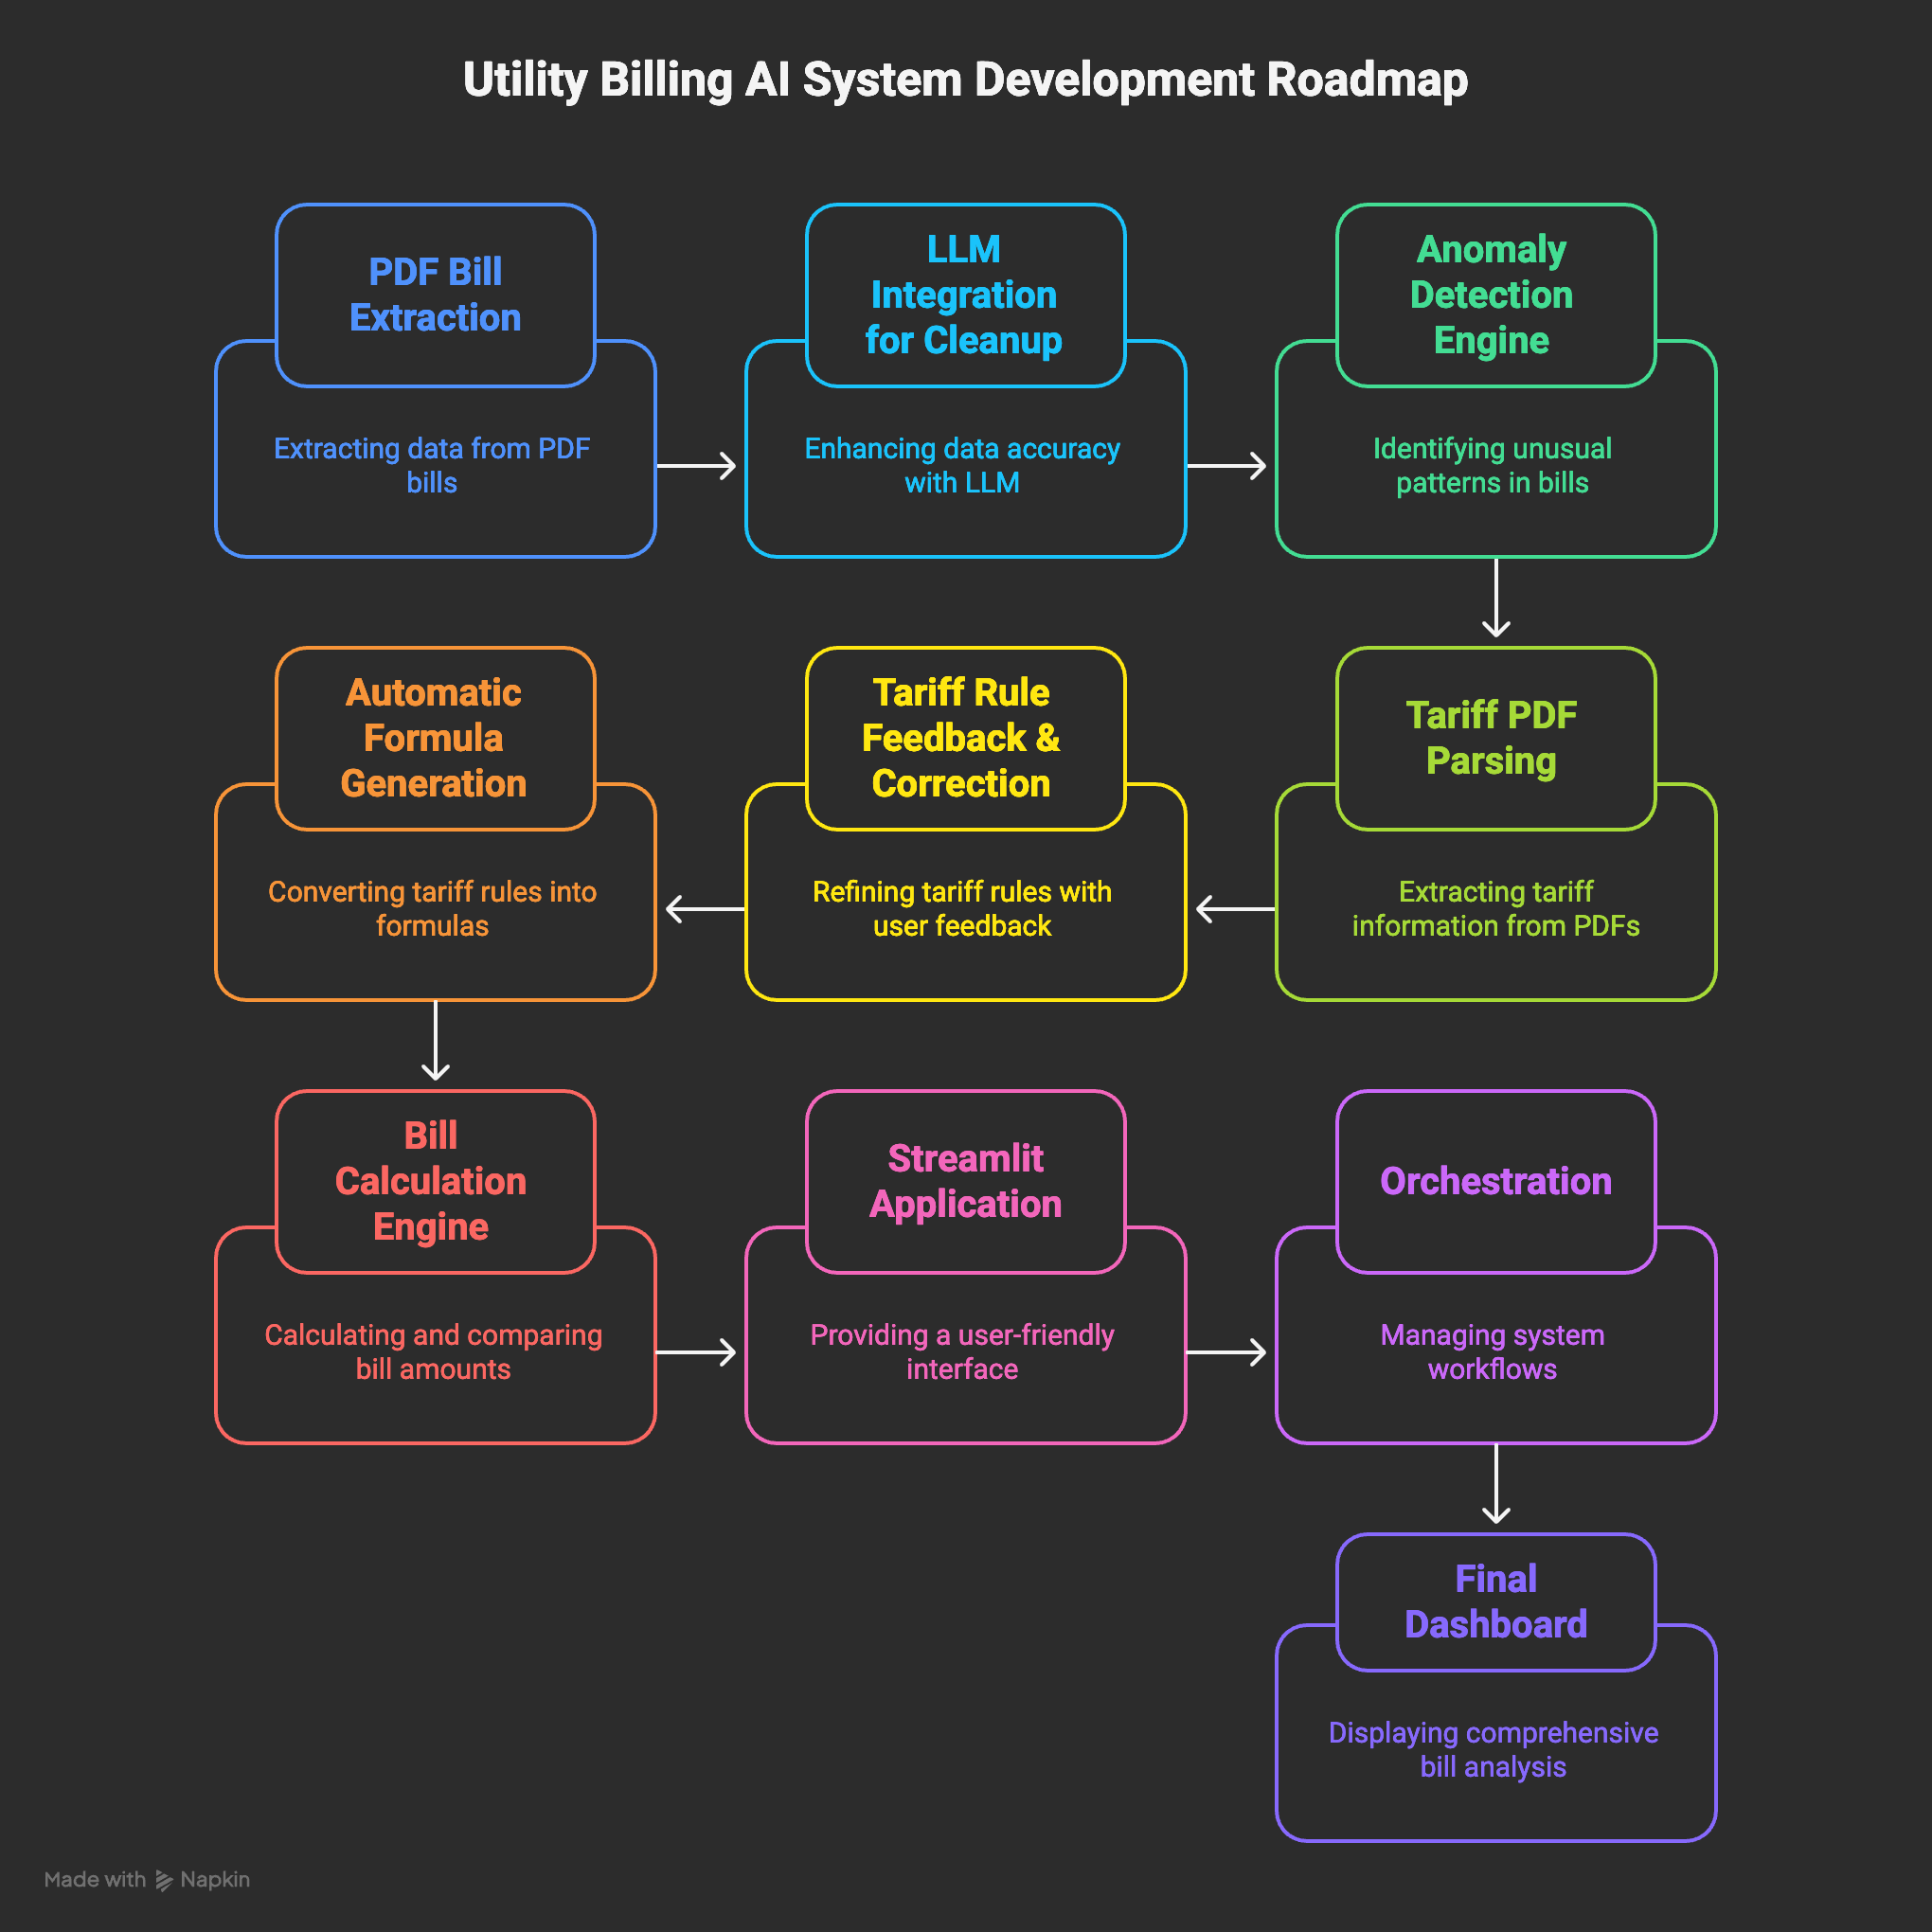 Utility Billing AI System Development Roadmap
PDF Bill
Extraction
Extracting data from PDF
bills
LLM
Integration
for Cleanup
Enhancing data accuracy
with LLM
Anomaly
Detection
Engine
Identifying unusual
patterns in bills
Tariff PDF
Parsing
Extracting tariff
information from PDFs
Tariff Rule
Feedback &
Correction
Refining tariff rules with
user feedback
Automatic
Formula
Generation
Converting tariff rules into
formulas
Bill
Calculation
Engine
Calculating and comparing
bill amounts
Streamlit
Application
Providing a user-friendly
interface
Orchestration
Managing system
workflows
Final
Dashboard
Displaying comprehensive
bill analysis
Made with Napkin